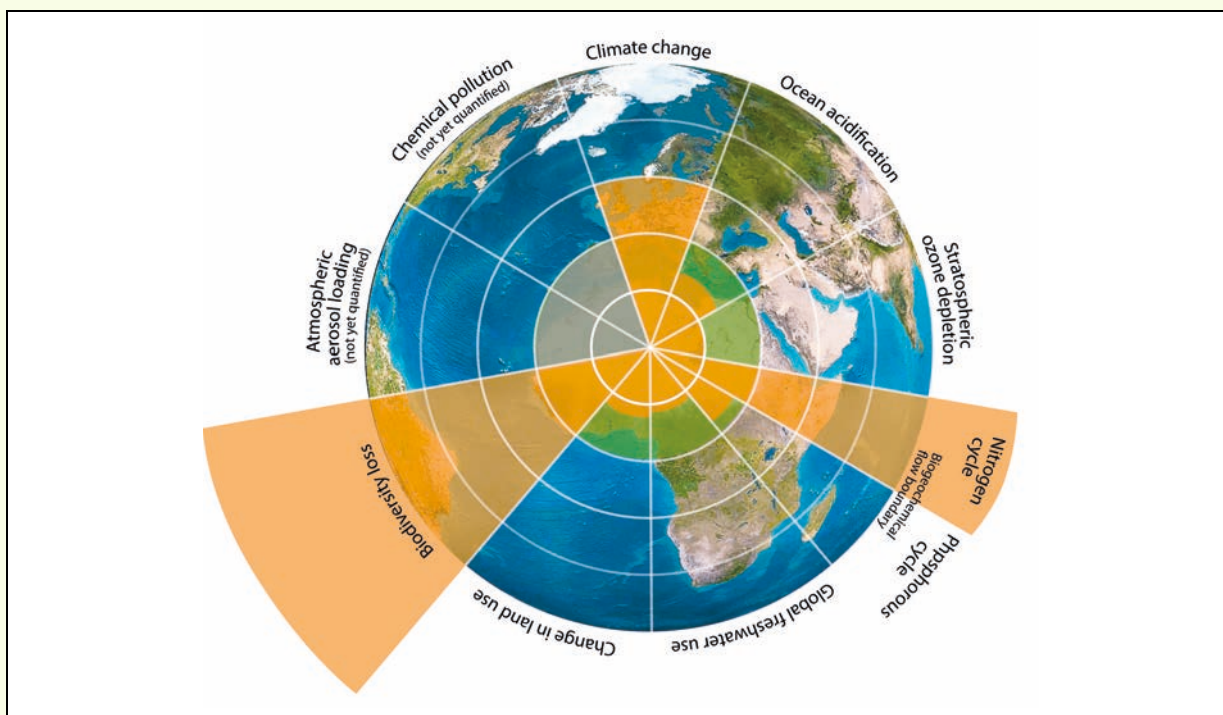 Climate change
Ocean acidification
Stratospheric
ozone depletion
Nitrogen
cycle
Biogeochemical
flow boundary
Phpsphorous
cycle
Global freshwater use
Change in land use
Biodiversity loss
Atmospheric
aerosol loading
(not yet quantified)
Chemical pollution
(not yet quantified)